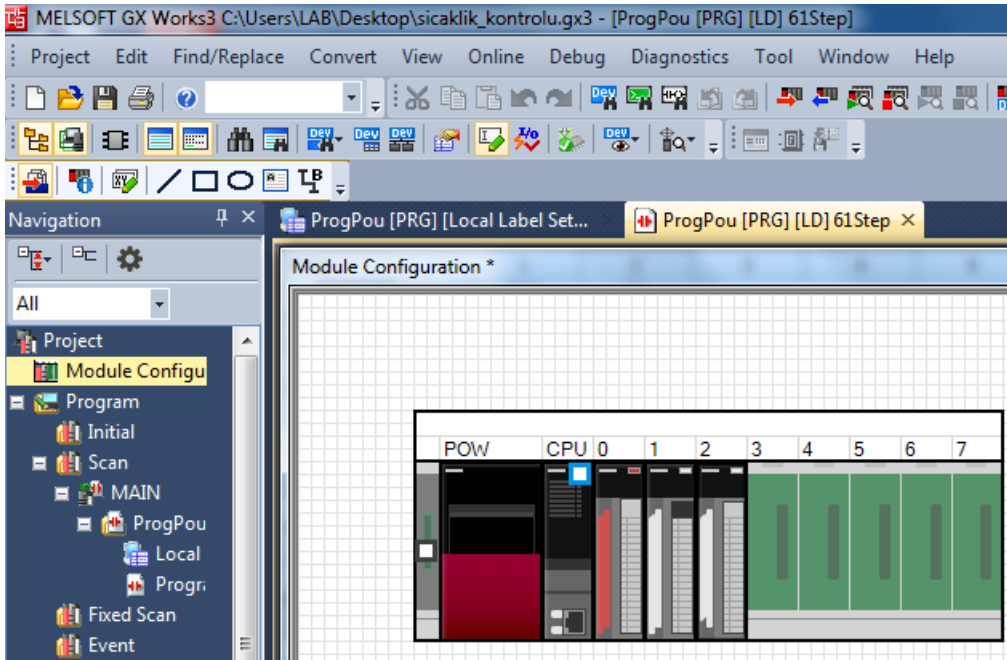 MELSOFT GX Works3 C:\Users\LAB\Desktop\sicaklik_kontrolu.gx3 - [ProgPou [PRG] [LD] 61Step]
Project Edit Find/Replace Convert View Online Debug Diagnostics Tool Window Help
Navigation
ProgPou [PRG] [Local Label Set...
ProgPou [PRG] [LD] 61Step
All
Project
Module Configu
Program
Initial
Scan
MAIN
ProgPou
Local
Progra
Fixed Scan
Event
Module Configuration *
POW CPU 0 1 2 3 4 5 6 7